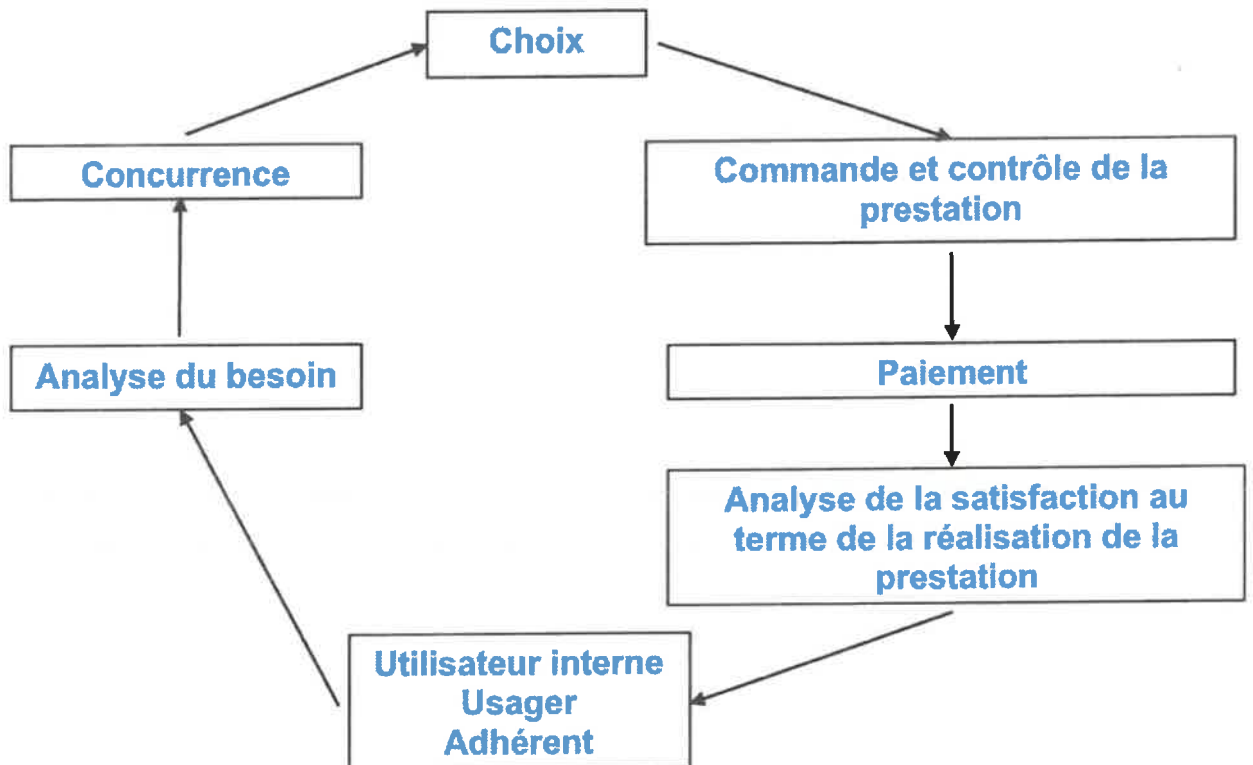 Choix
Concurrence
Commande et contrôle de la
prestation
Analyse du besoin
Paiement
Analyse de la satisfaction au
terme de la réalisation de la
prestation
Utilisateur interne
Usager
Adhérent